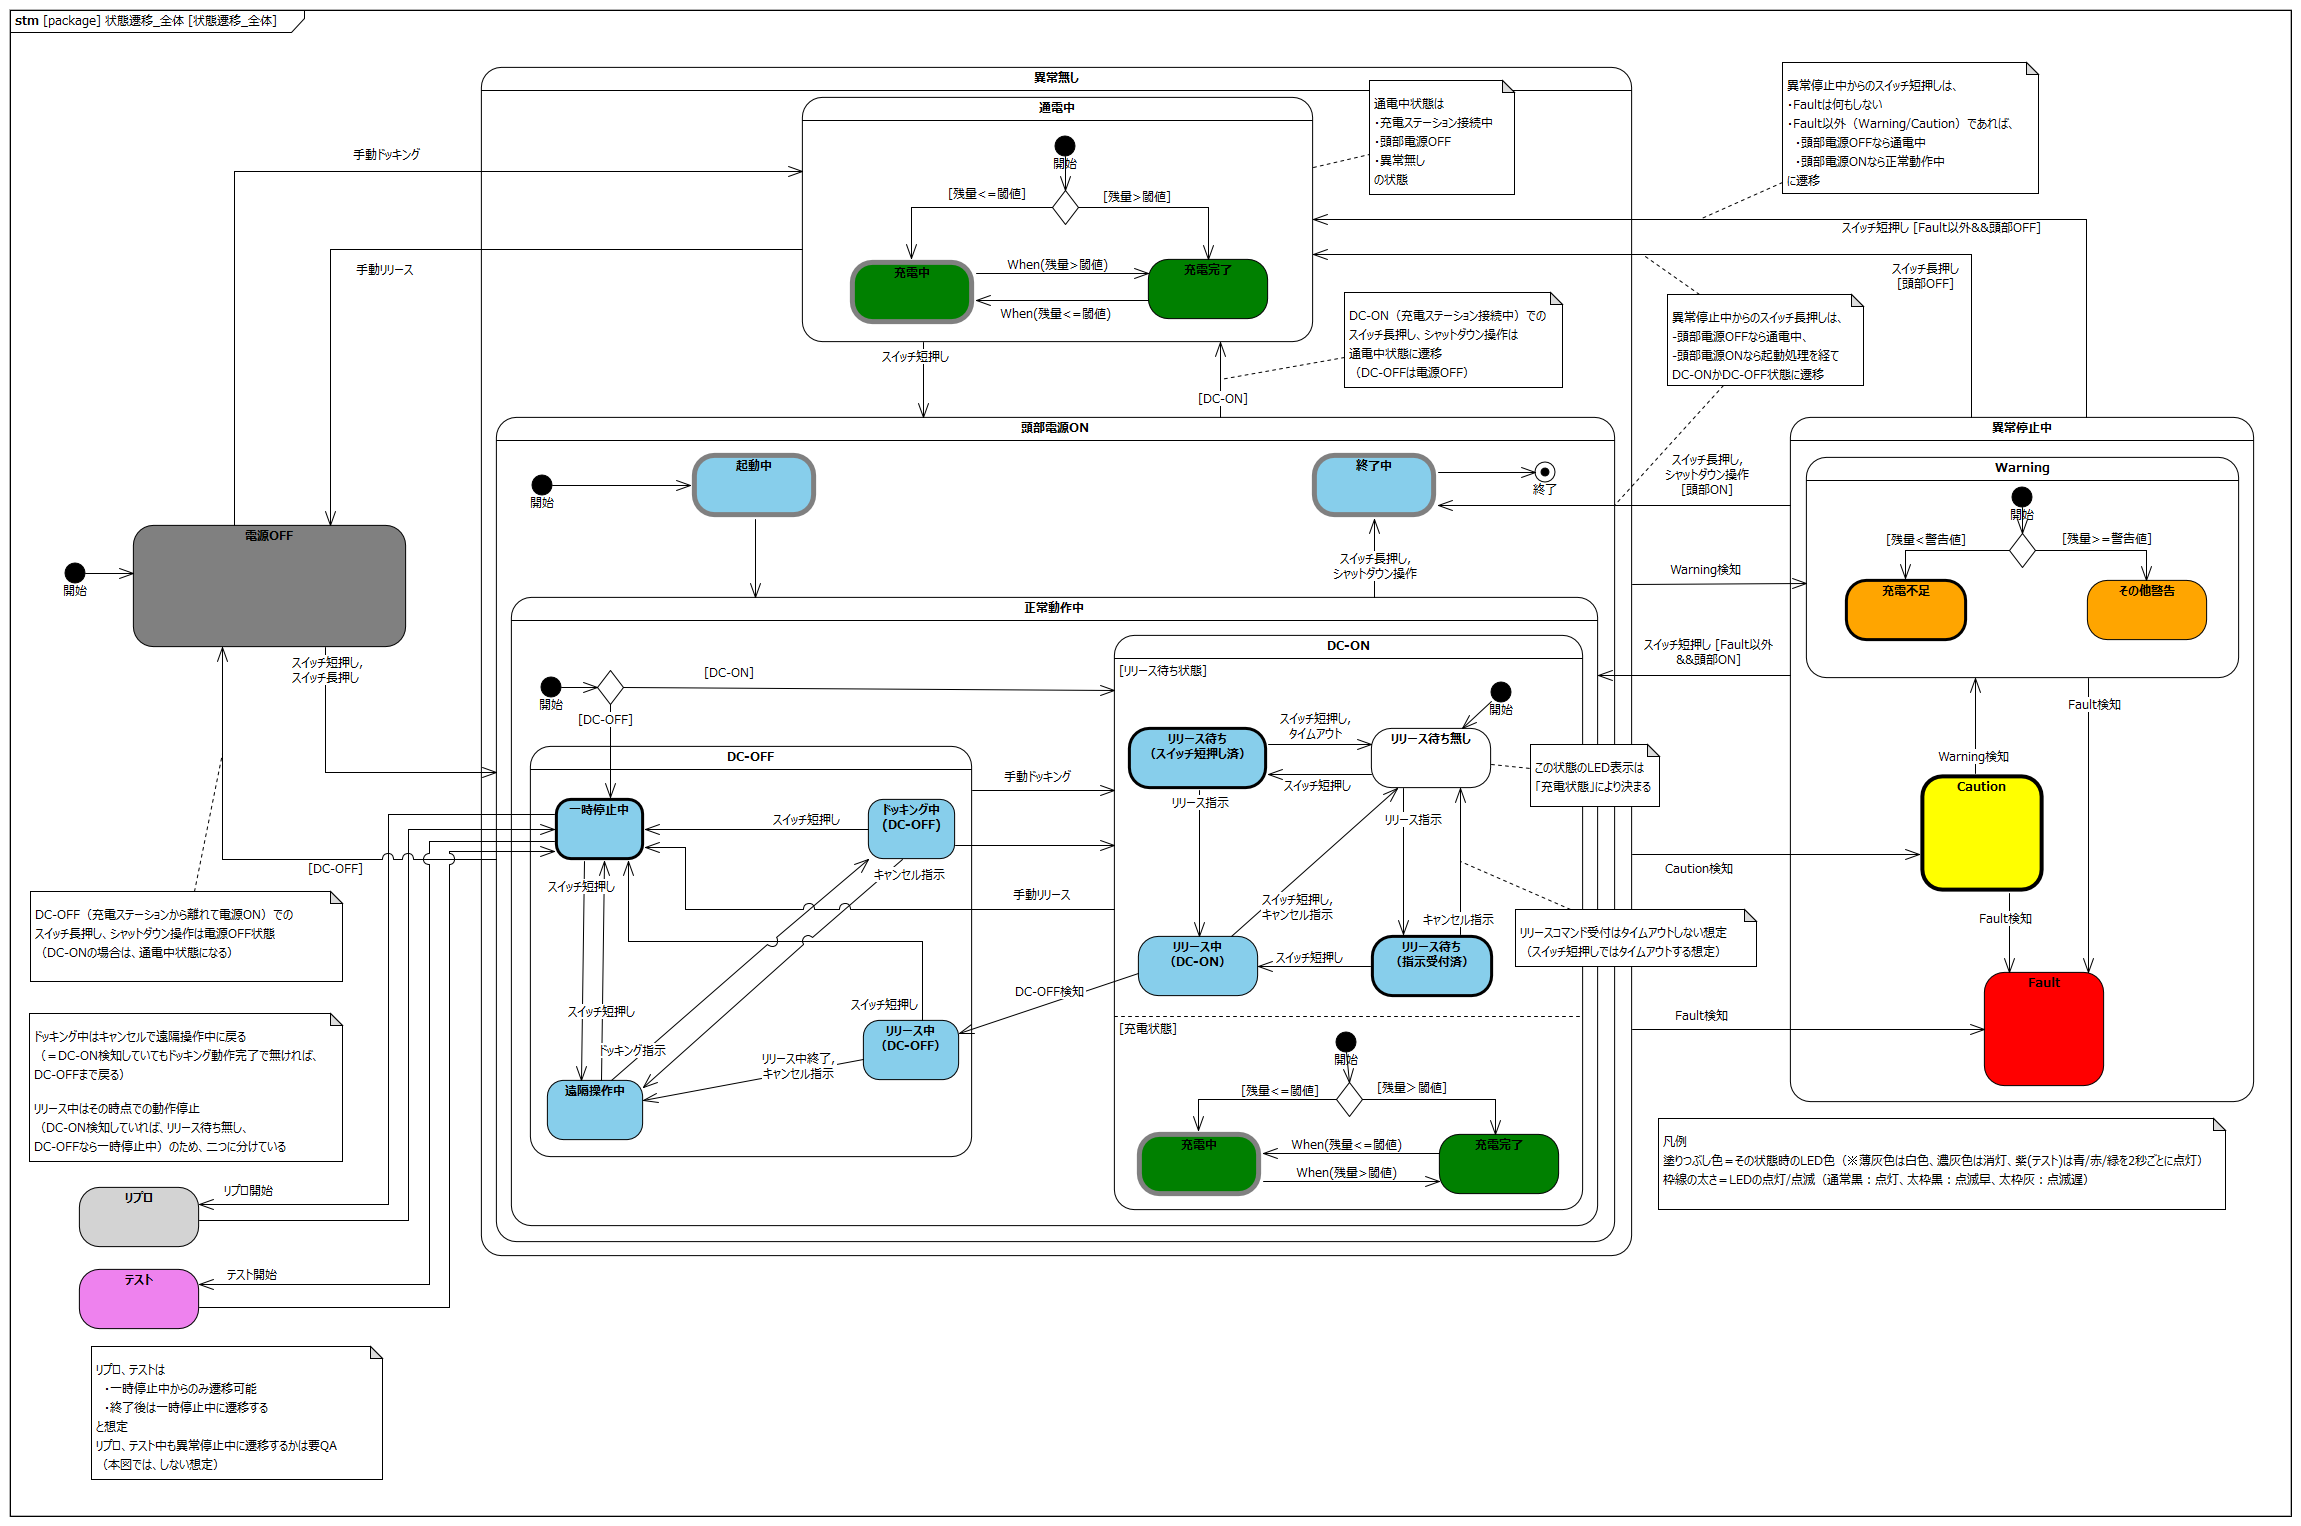 stm [package] 状態遷移_全体 [状態遷移_全体]
異常無し
通電中
開始
[残量<=閾値]
[残量>閾値]
充電中
When(残量>閾値)
充電完了
When(残量<=閾値)
通電中状態は
・充電ステーション接続中
・頭部電源OFF
・異常無し
の状態
異常停止中からのスイッチ短押しは、
・Faultは何もしない
・Fault以外（Warning/Caution）であれば、
・頭部電源OFFなら通電中
・頭部電源ONなら正常動作中
に遷移
手動ドッキング
手動リリース
スイッチ短押し [Fault以外&&頭部OFF]
スイッチ長押し
[頭部OFF]
異常停止中からのスイッチ長押しは、
-頭部電源OFFなら通電中、
-頭部電源ONなら起動処理を経て
DC-ONかDC-OFF状態に遷移
DC-ON（充電ステーション接続中）での
スイッチ長押し、シャットダウン操作は
通電中状態に遷移
（DC-OFFは電源OFF）
スイッチ短押し
[DC-ON]
頭部電源ON
開始
起動中
終了中
終了
スイッチ長押し,
シャットダウン操作
スイッチ長押し,
シャットダウン操作
[頭部ON]
異常停止中
Warning
開始
[残量<警告値]
[残量>=警告値]
充電不足
その他警告
Warning検知
スイッチ短押し [Fault以外
&&頭部ON]
Fault検知
Warning検知
Caution
Caution検知
Fault検知
Fault検知
Fault
開始
電源OFF
スイッチ短押し,
スイッチ長押し
[DC-OFF]
正常動作中
開始
[DC-ON]
[DC-OFF]
DC-OFF
一時停止中
スイッチ短押し
ドッキング中
(DC-OFF)
キャンセル指示
スイッチ短押し
スイッチ短押し
ドッキング指示
遠隔操作中
スイッチ短押し
リリース中
（DC-OFF）
リリース中終了,
キャンセル指示
手動ドッキング
手動リリース
DC-OFF検知
DC-ON
[リリース待ち状態]
開始
リリース待ち
（スイッチ短押し済）
スイッチ短押し,
タイムアウト
リリース待ち無し
スイッチ短押し
リリース指示
リリース指示
この状態のLED表示は
「充電状態」により決まる
スイッチ短押し,
キャンセル指示
キャンセル指示
リリース中
（DC-ON）
スイッチ短押し
リリース待ち
（指示受付済）
リリースコマンド受付はタイムアウトしない想定
（スイッチ短押しではタイムアウトする想定）
[充電状態]
開始
[残量<=閾値]
[残量＞閾値]
充電中
When(残量<=閾値)
When(残量>閾値)
充電完了
DC-OFF（充電ステーションから離れて電源ON）での
スイッチ長押し、シャットダウン操作は電源OFF状態
（DC-ONの場合は、通電中状態になる）
ドッキング中はキャンセルで遠隔操作中に戻る
（＝DC-ON検知していてもドッキング動作完了で無ければ、
DC-OFFまで戻る）
リリース中はその時点での動作停止
（DC-ON検知していれば、リリース待ち無し、
DC-OFFなら一時停止中）のため、二つに分けている
リプロ
リプロ開始
テスト
テスト開始
リプロ、テストは
・一時停止中からのみ遷移可能
・終了後は一時停止中に遷移する
と想定
リプロ、テスト中も異常停止中に遷移するかは要QA
（本図では、しない想定）
凡例
塗りつぶし色＝その状態時のLED色（※薄灰色は白色、濃灰色は消灯、紫(テスト)は青/赤/緑を2秒ごとに点灯）
枠線の太さ＝LEDの点灯/点滅（通常黒：点灯、太枠黒：点滅早、太枠灰：点滅遅）